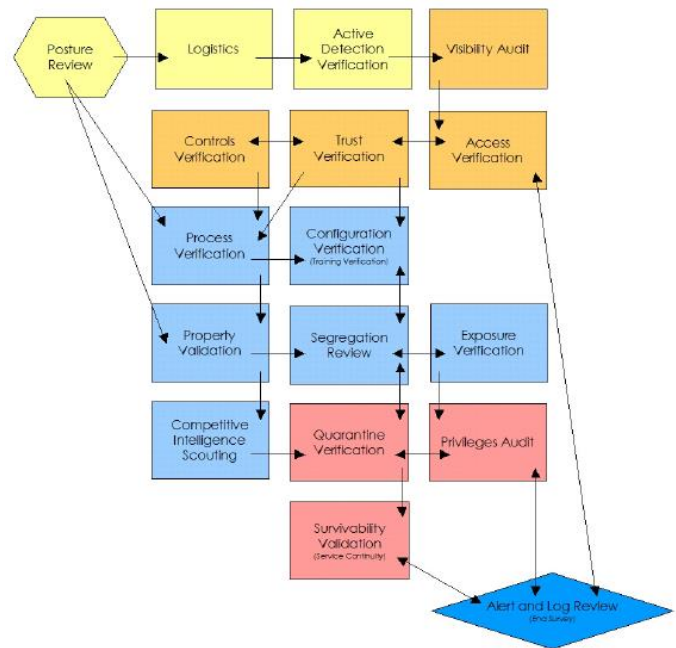 Posture
Review
Logistics
Active
Detection
Verification
Visibility Audit
Controls
Verification
Trust
Verification
Access
Verification
Process
Verification
Configuration
Verification
(Training Verification)
Property
Validation
Segregation
Review
Exposure
Verification
Competitive
Intelligence
Scouting
Quarantine
Verification
Privileges Audit
Survivability
Validation
(Service Continuity)
Alert and Log Review
(End Survey)